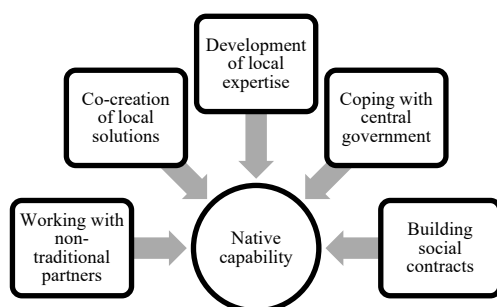 Development
of local
expertise
Co-creation
of local
solutions
Coping with
central
government
Working with
non-
traditional
partners
Native
capability
Building
social
contracts